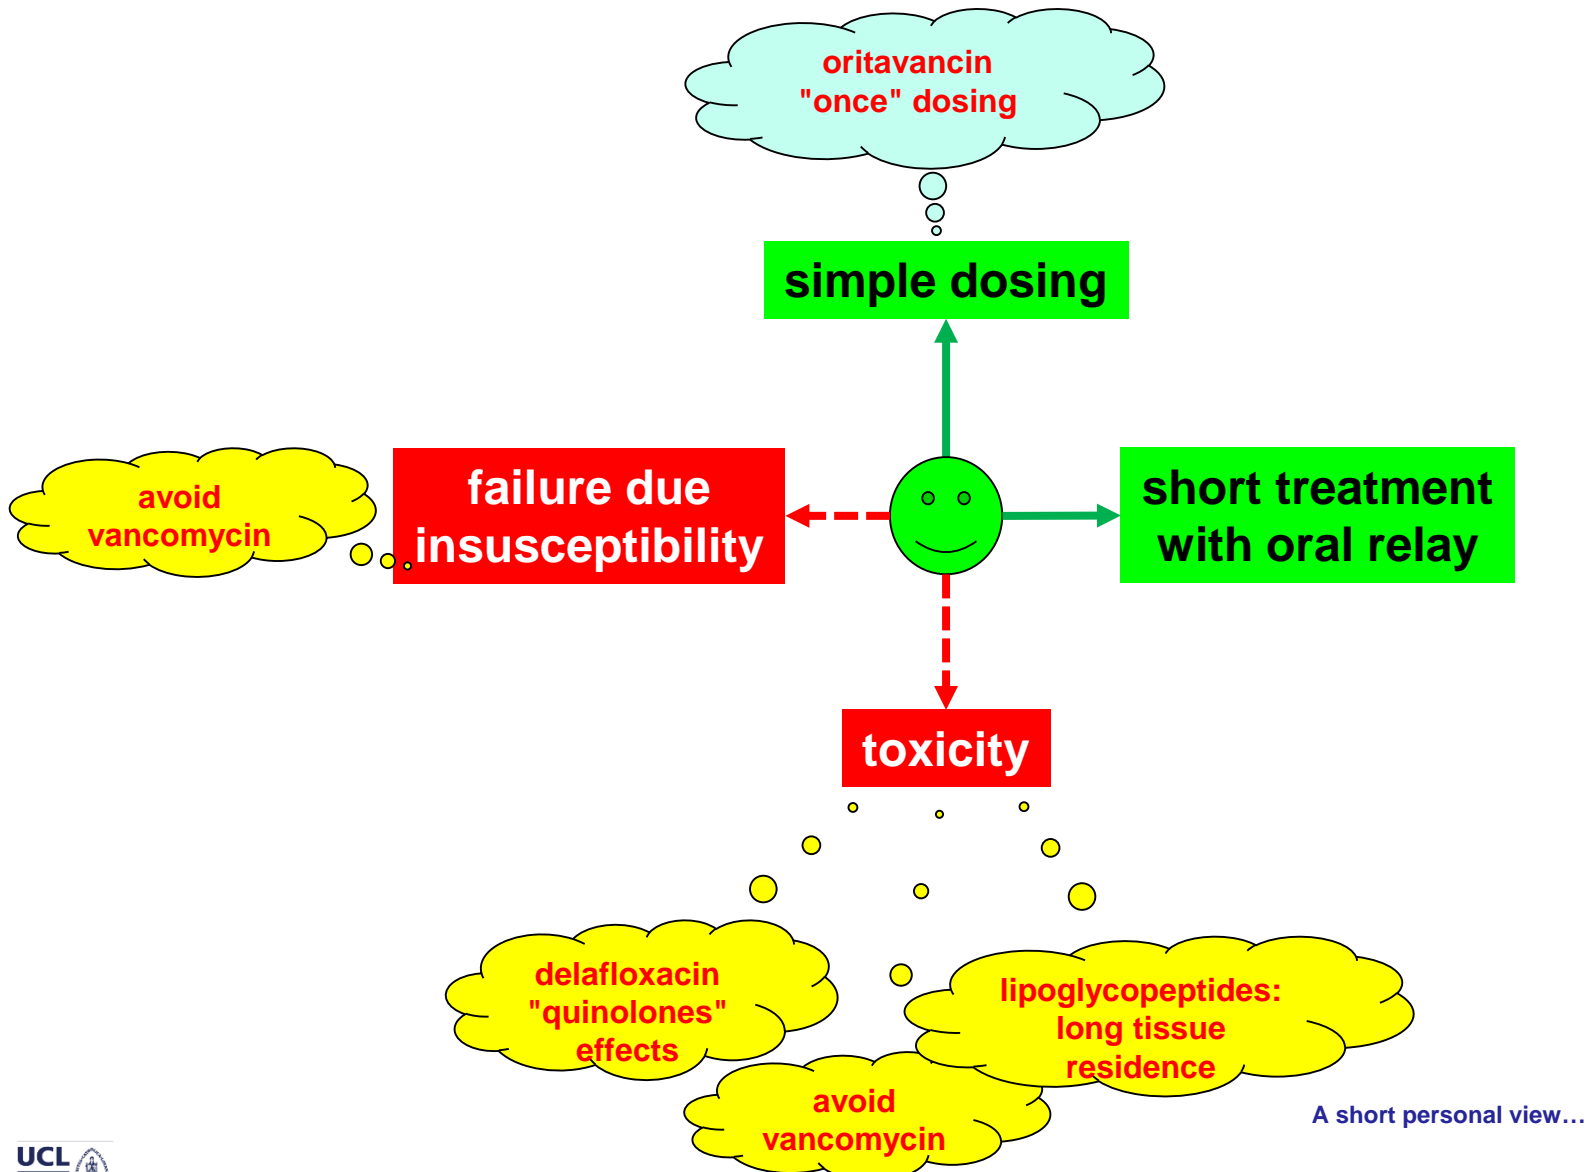 oritavancin
"once" dosing
simple dosing
avoid
vancomycin
failure due
insusceptibility
short treatment
with oral relay
toxicity
delafloxacin
"quinolones"
effects
lipoglycopeptides:
long tissue
residence
avoid
vancomycin
A short personal view…
UCL